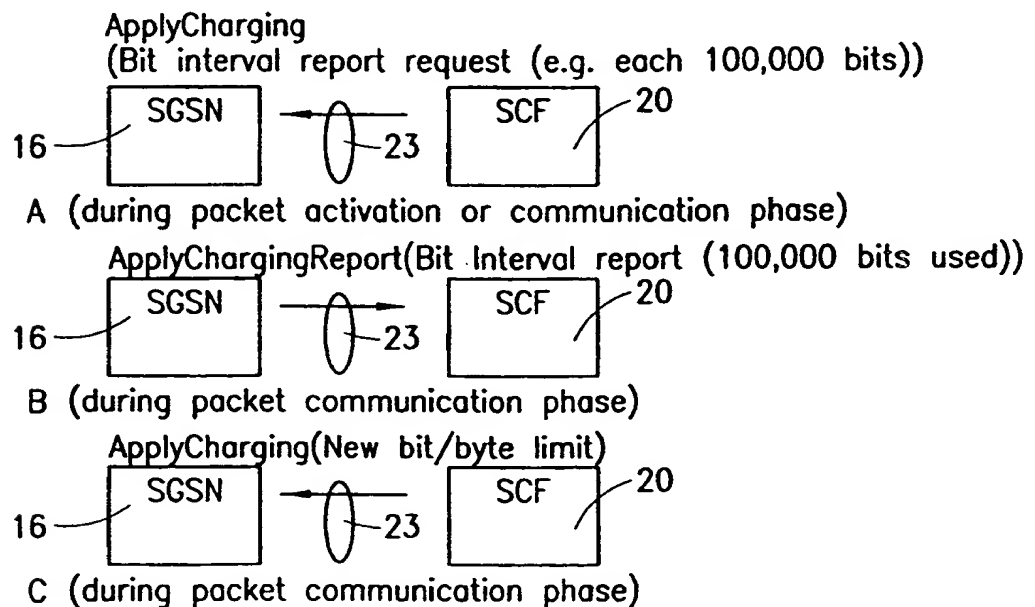 ApplyCharging
(Bit interval report request (e.g. each 100,000 bits))
SGSN SCF 20
16 23
A (during packet activation or communication phase)
ApplyChargingReport(Bit Interval report (100,000 bits used))
SGSN SCF 20
16 23
B (during packet communication phase)
ApplyCharging(New bit/byte limit)
SGSN SCF 20
16 23
C (during packet communication phase)